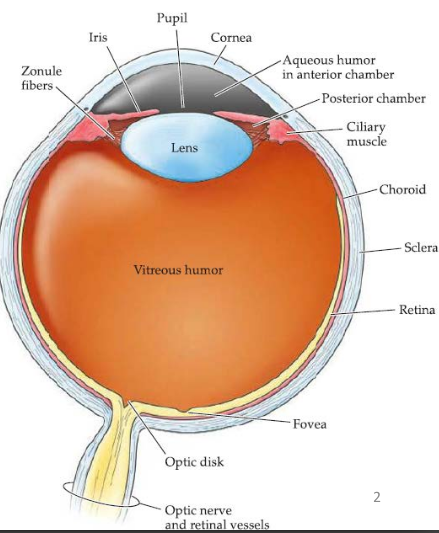 Pupil
Iris
Cornea
Zonule
fibers
Aqueous humor
in anterior chamber
Posterior chamber
Ciliary
muscle
Lens
Choroid
Sclera
Vitreous humor
Retina
Fovea
Optic disk
2
Optic nerve
and retinal vessels